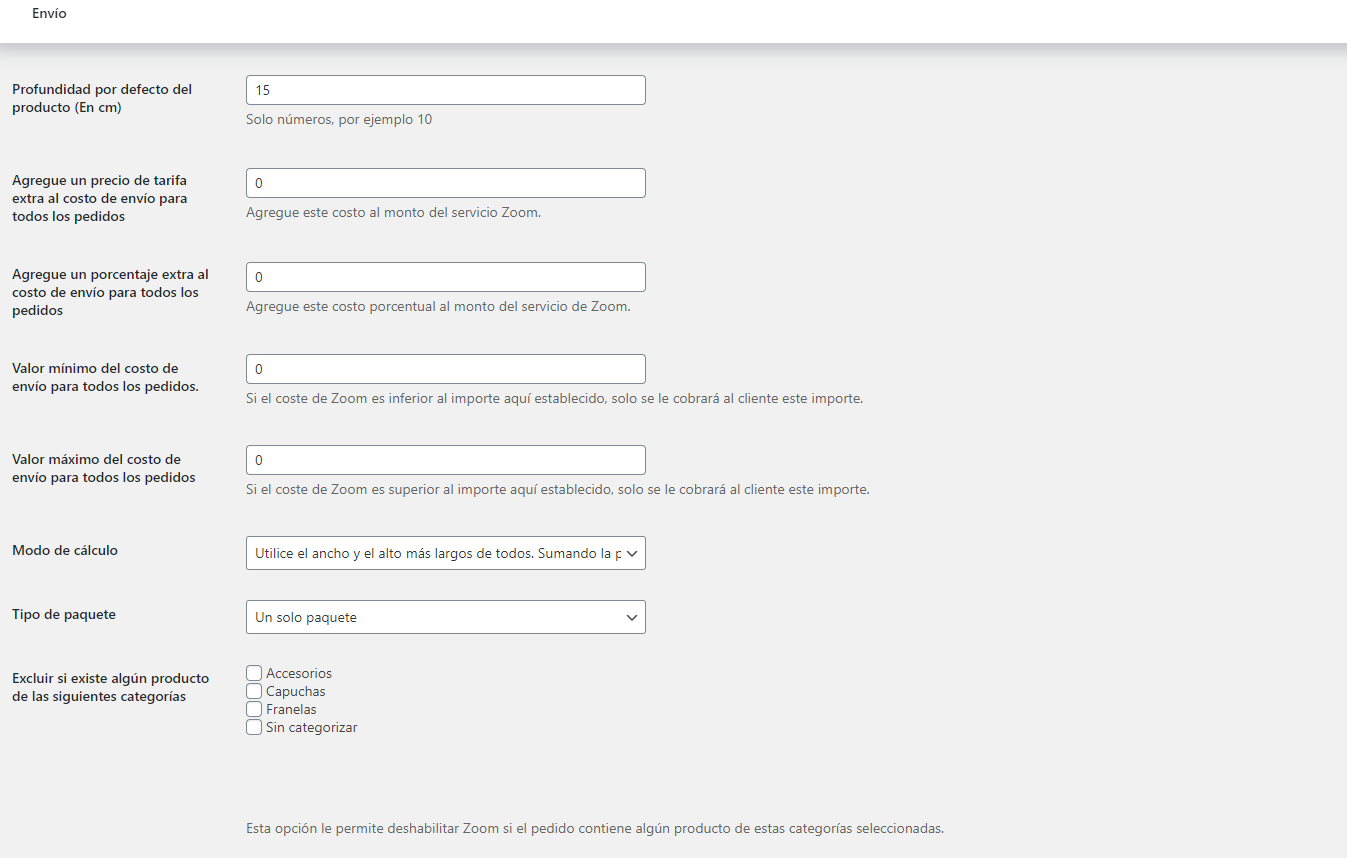 Envío
Profundidad por defecto del
producto (En cm)
15
Solo números, por ejemplo 10
Agregue un precio de tarifa
extra al costo de envío para
todos los pedidos
0
Agregue este costo al monto del servicio Zoom.
Agregue un porcentaje extra al
costo de envío para todos los
pedidos
0
Agregue este costo porcentual al monto del servicio de Zoom.
Valor mínimo del costo de
envío para todos los pedidos.
0
Si el coste de Zoom es inferior al importe aquí establecido, solo se le cobrará al cliente este importe.
Valor máximo del costo de
envío para todos los pedidos
0
Si el coste de Zoom es superior al importe aquí establecido, solo se le cobrará al cliente este importe.
Modo de cálculo
Utilice el ancho y el alto más largos de todos. Sumando la p
Tipo de paquete
Un solo paquete
Excluir si existe algún producto
de las siguientes categorías
Accesorios
Capuchas
Franelas
Sin categorizar
Esta opción le permite deshabilitar Zoom si el pedido contiene algún producto de estas categorías seleccionadas.